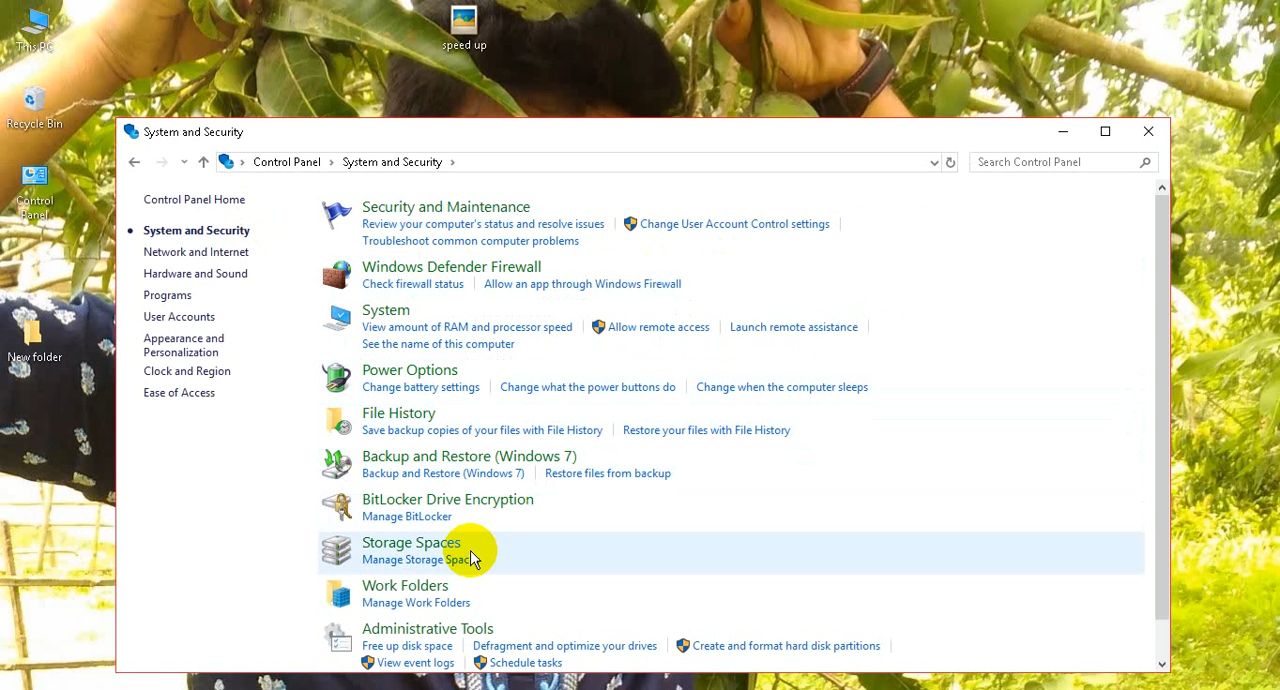 This PC
speed up
Recycle Bin
Control
Panel
New folder
System and Security
Control Panel › System and Security ›
Search Control Panel
Control Panel Home
System and Security
Network and Internet
Hardware and Sound
Programs
User Accounts
Appearance and
Personalization
Clock and Region
Ease of Access
Security and Maintenance
Review your computer's status and resolve issues
Change User Account Control settings
Troubleshoot common computer problems
Windows Defender Firewall
Check firewall status
Allow an app through Windows Firewall
System
View amount of RAM and processor speed
Allow remote access
Launch remote assistance
See the name of this computer
Power Options
Change battery settings
Change what the power buttons do
Change when the computer sleeps
File History
Save backup copies of your files with File History
Restore your files with File History
Backup and Restore (Windows 7)
Backup and Restore (Windows 7)
Restore files from backup
BitLocker Drive Encryption
Manage BitLocker
Storage Spaces
Manage Storage Spac
Work Folders
Manage Work Folders
Administrative Tools
Free up disk space
Defragment and optimize your drives
Create and format hard disk partitions
View event logs
Schedule tasks